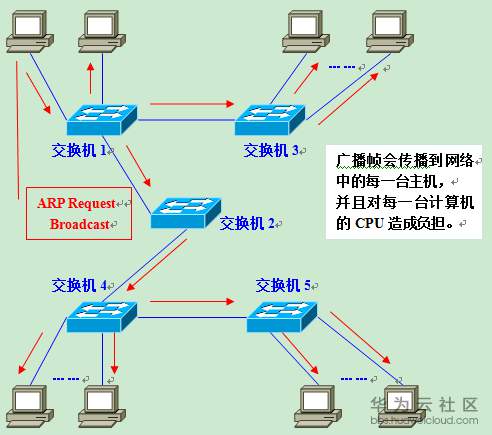 交换机 1
交换机 3
广播帧会传播到网络
中的每一台主机，
并且对每一台计算机
的 CPU 造成负担。
ARP Request
Broadcast
交换机 2
交换机 4
交换机 5
华为云社区
bbs.huaweicloud.com